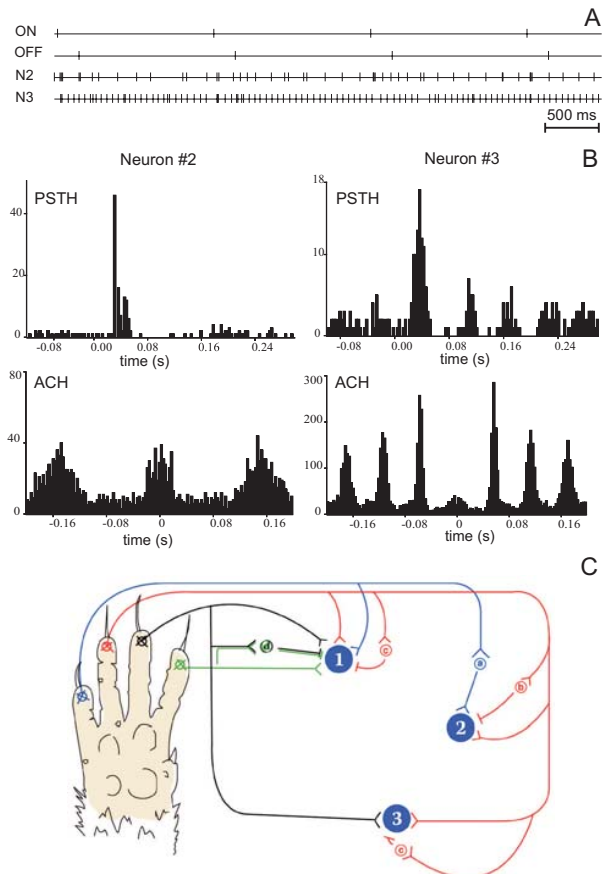 A
ON
OFF
N2
N3
500 ms
B
Neuron #2
Neuron #3
PSTH
40
20
0
-0.08 0.00 0.08 0.16 0.24
time (s)
PSTH
18
10
0
-0.08 0.00 0.08 0.16 0.24
time (s)
ACH
80
40
0
-0.16 -0.08 0 0.08 0.16
time (s)
ACH
300
200
100
0
-0.16 -0.08 0 0.08 0.16
time (s)
C
d
1
c
a
b
2
3
c